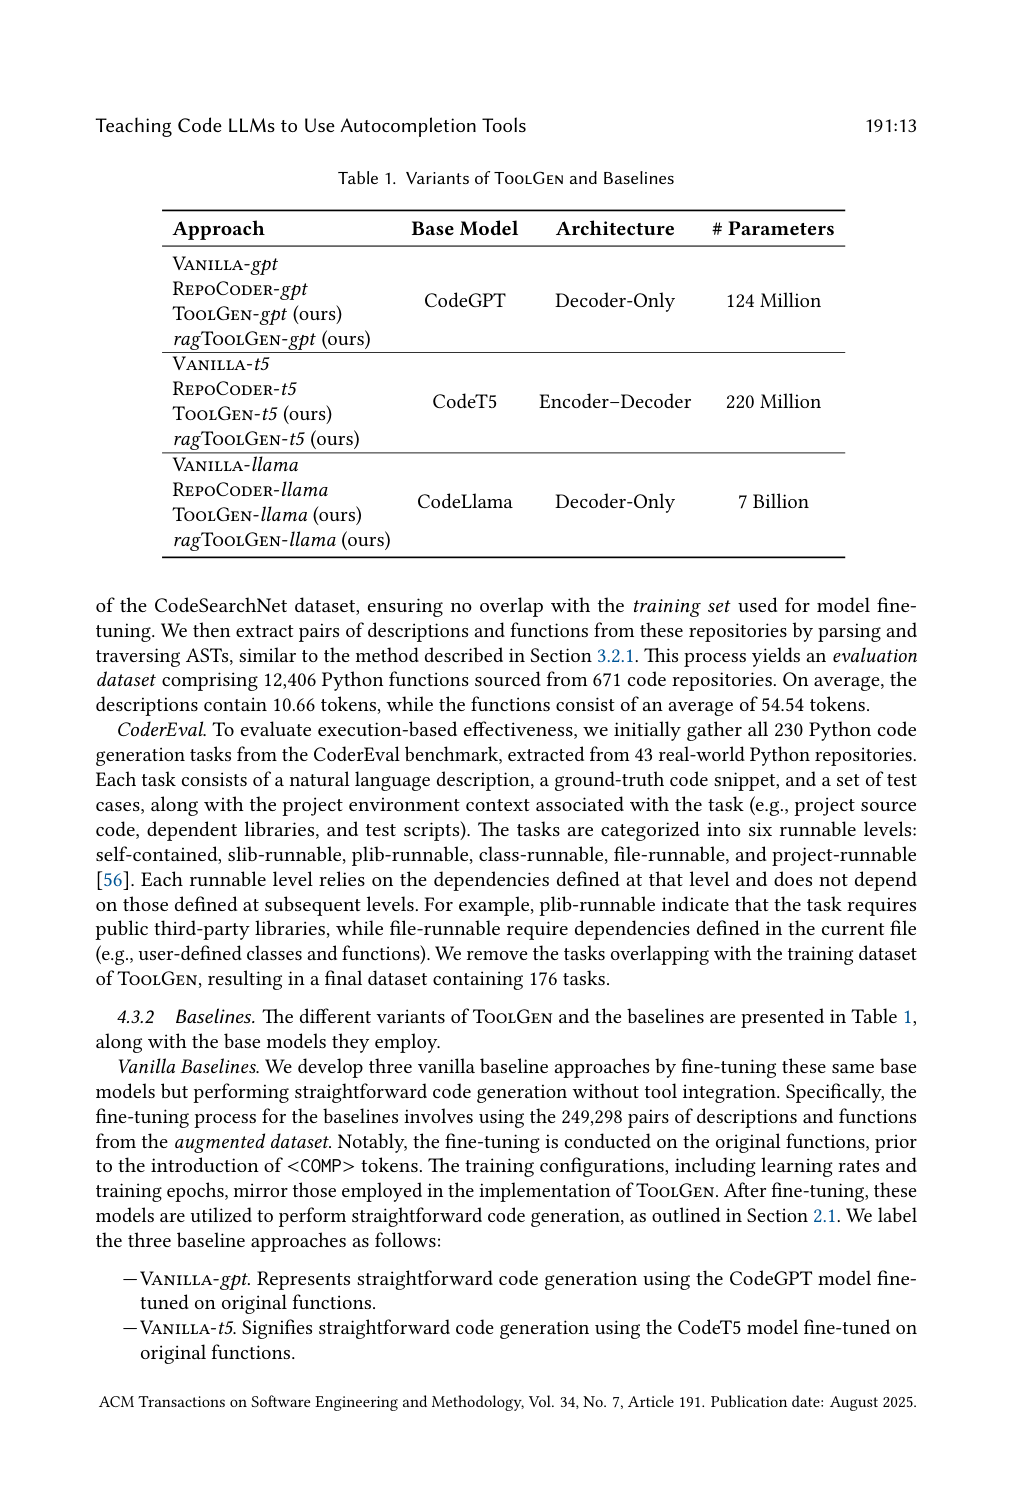 Teaching Code LLMs to Use Autocompletion Tools 191:13
Table 1. Variants of ToolGen and Baselines
Approach Base Model Architecture # Parameters
Vanilla-gpt
RepoCoder-gpt
ToolGen-gpt (ours)
ragToolGen-gpt (ours)
CodeGPT Decoder-Only 124 Million
Vanilla-t5
RepoCoder-t5
ToolGen-t5 (ours)
ragToolGen-t5 (ours)
CodeT5 Encoder–Decoder 220 Million
Vanilla-llama
RepoCoder-llama
ToolGen-llama (ours)
ragToolGen-llama (ours)
CodeLlama Decoder-Only 7 Billion
of the CodeSearchNet dataset, ensuring no overlap with the training set used for model fine-
tuning. We then extract pairs of descriptions and functions from these repositories by parsing and
traversing ASTs, similar to the method described in Section 3.2.1. This process yields an evaluation
dataset comprising 12,406 Python functions sourced from 671 code repositories. On average, the
descriptions contain 10.66 tokens, while the functions consist of an average of 54.54 tokens.
CoderEval. To evaluate execution-based effectiveness, we initially gather all 230 Python code
generation tasks from the CoderEval benchmark, extracted from 43 real-world Python repositories.
Each task consists of a natural language description, a ground-truth code snippet, and a set of test
cases, along with the project environment context associated with the task (e.g., project source
code, dependent libraries, and test scripts). The tasks are categorized into six runnable levels:
self-contained, slib-runnable, plib-runnable, class-runnable, file-runnable, and project-runnable
[56]. Each runnable level relies on the dependencies defined at that level and does not depend
on those defined at subsequent levels. For example, plib-runnable indicate that the task requires
public third-party libraries, while file-runnable require dependencies defined in the current file
(e.g., user-defined classes and functions). We remove the tasks overlapping with the training dataset
of ToolGen, resulting in a final dataset containing 176 tasks.
4.3.2 Baselines. The different variants of ToolGen and the baselines are presented in Table 1,
along with the base models they employ.
Vanilla Baselines. We develop three vanilla baseline approaches by fine-tuning these same base
models but performing straightforward code generation without tool integration. Specifically, the
fine-tuning process for the baselines involves using the 249,298 pairs of descriptions and functions
from the augmented dataset. Notably, the fine-tuning is conducted on the original functions, prior
to the introduction of <COMP> tokens. The training configurations, including learning rates and
training epochs, mirror those employed in the implementation of ToolGen. After fine-tuning, these
models are utilized to perform straightforward code generation, as outlined in Section 2.1. We label
the three baseline approaches as follows:
—Vanilla-gpt. Represents straightforward code generation using the CodeGPT model fine-
tuned on original functions.
—Vanilla-t5. Signifies straightforward code generation using the CodeT5 model fine-tuned on
original functions.
ACM Transactions on Software Engineering and Methodology, Vol. 34, No. 7, Article 191. Publication date: August 2025.